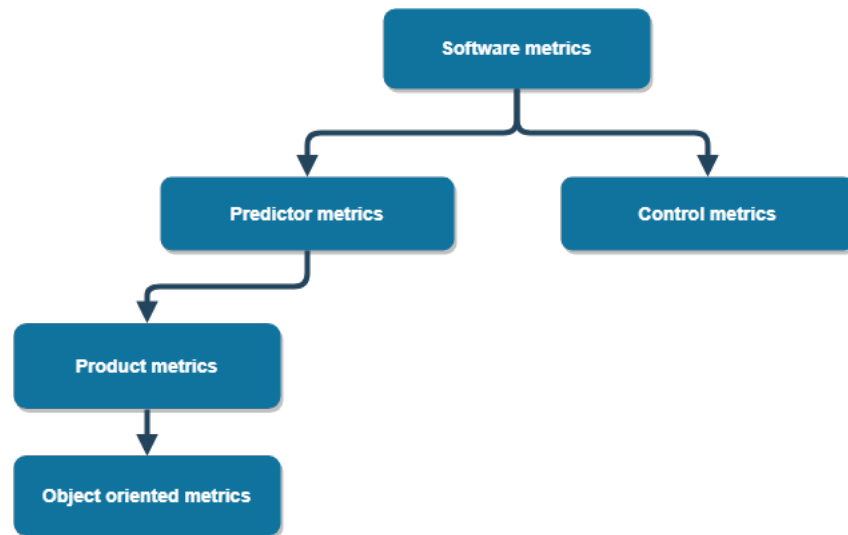 Software metrics
Predictor metrics
Control metrics
Product metrics
Object oriented metrics